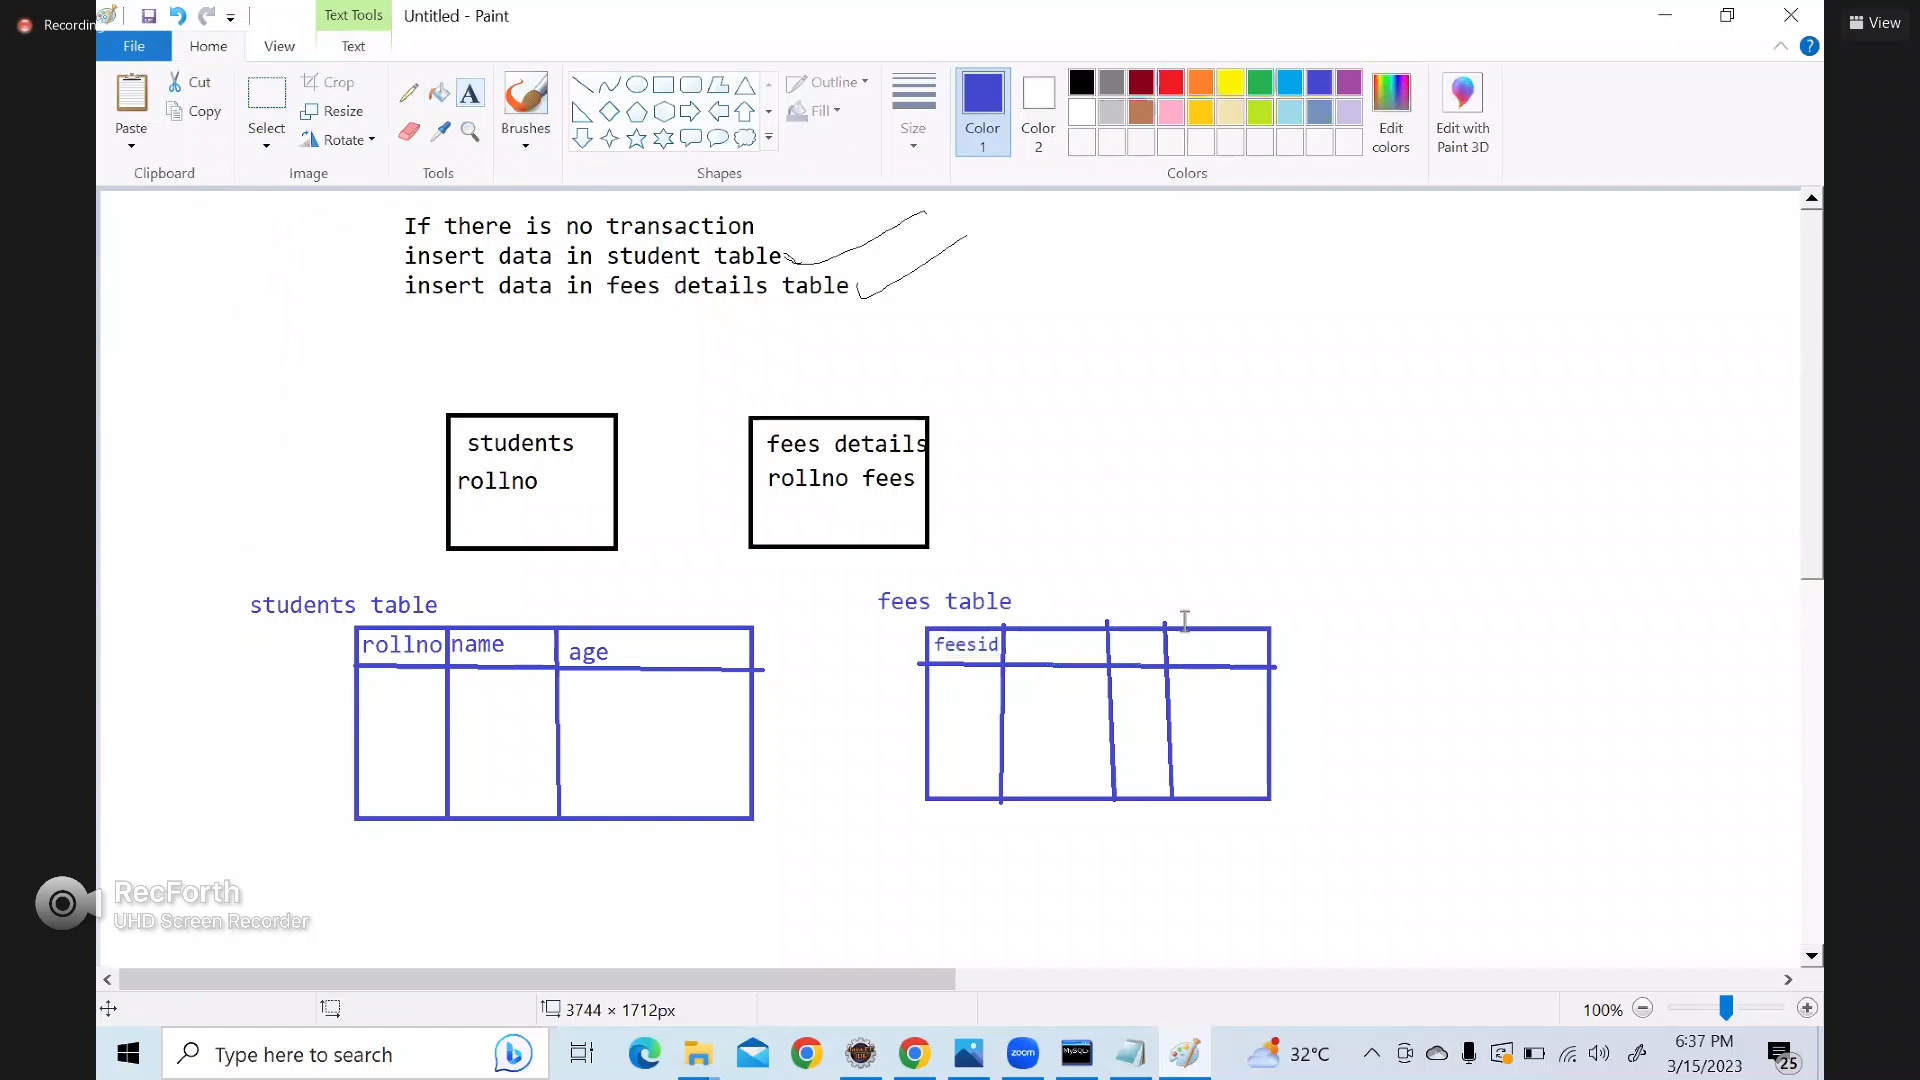 Recording
Text Tools
Untitled - Paint
View
File
Home
View
Text
Paste
Cut
Copy
Clipboard
Select
Crop
Resize
Rotate
Image
A
Tools
Brushes
Outline
Fill
Shapes
Size
Color
1
Color
2
Edit
colors
Edit with
Paint 3D
Colors
If there is no transaction
insert data in student table
insert data in fees details table
students
rollno
fees details
rollno fees
students table
rollno name age
fees table
feesid
RecForth
UHD Screen Recorder
3744 × 1712px
100%
Type here to search
zoom
MySQL
32°C
6:37 PM
3/15/2023
25